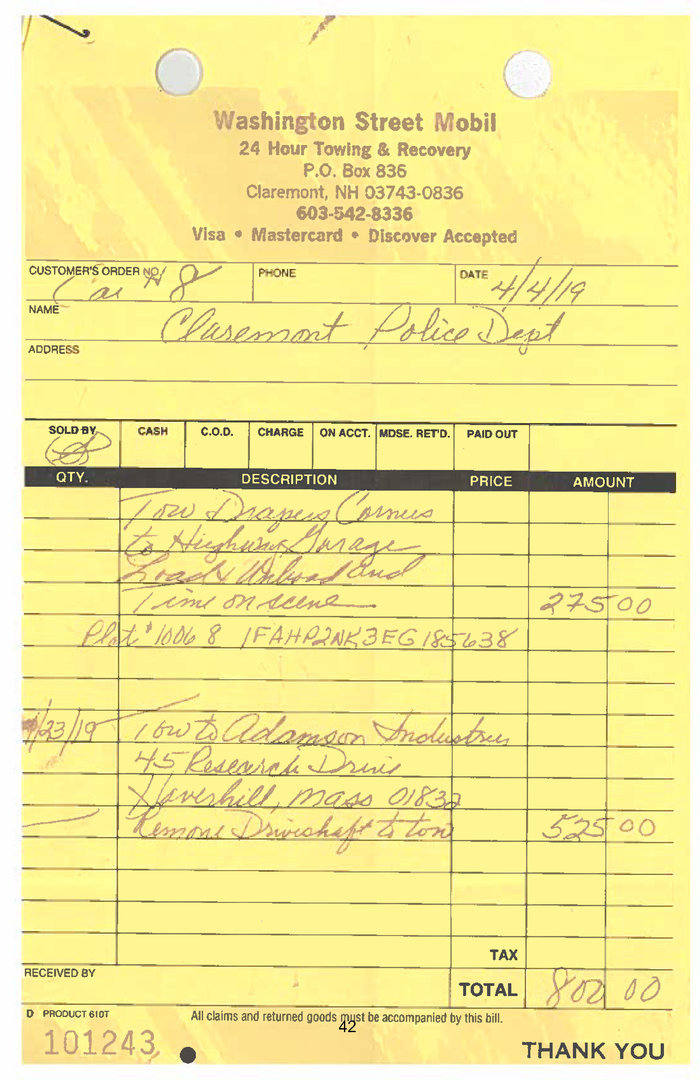 Washington Street Mobil
24 Hour Towing & Recovery
P.O. Box 836
Claremont, NH 03743-0836
603-542-8336
Visa • Mastercard • Discover Accepted
CUSTOMER'S ORDER NO. Car # 8 PHONE DATE 4/4/19
NAME Claremont Police Dept
ADDRESS
SOLD BY CASH C.O.D. CHARGE ON ACCT. MDSE. RET'D. PAID OUT
QTY. DESCRIPTION PRICE AMOUNT
Tow Drapers Corners
to Highway Garage
Load & Unload and
Time on scene 275 00
Plat # 1006 8 1FAHP2NK3EG185638
/23/19 Tow to Adamson Industries
45 Research Drive
Haverhill, Mass 01832
Remove Driveshaft to tow 525 00
TAX
RECEIVED BY
TOTAL 800 00
D PRODUCT 610T All claims and returned goods must be accompanied by this bill.
42
101243
THANK YOU